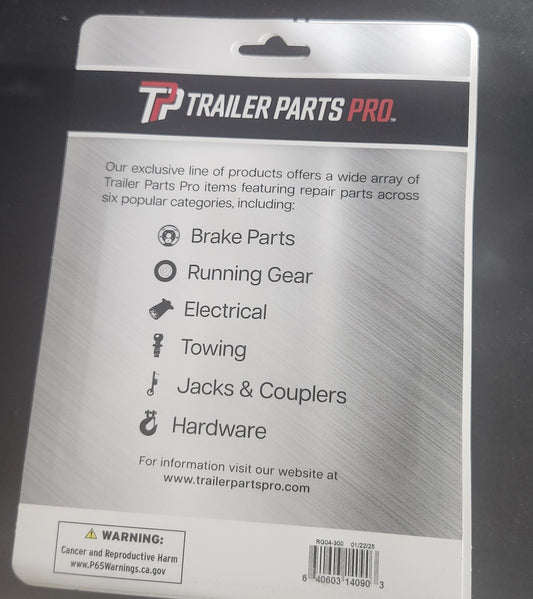 TP TRAILER PARTS PRO™
Our exclusive line of products offers a wide array of
Trailer Parts Pro items featuring repair parts across
six popular categories, including:
Brake Parts
Running Gear
Electrical
Towing
Jacks & Couplers
Hardware
For information visit our website at
www.trailerpartspro.com
WARNING:
Cancer and Reproductive Harm
www.P65Warnings.ca.gov
RG04-300 01/22/25
6 40603 14090 3